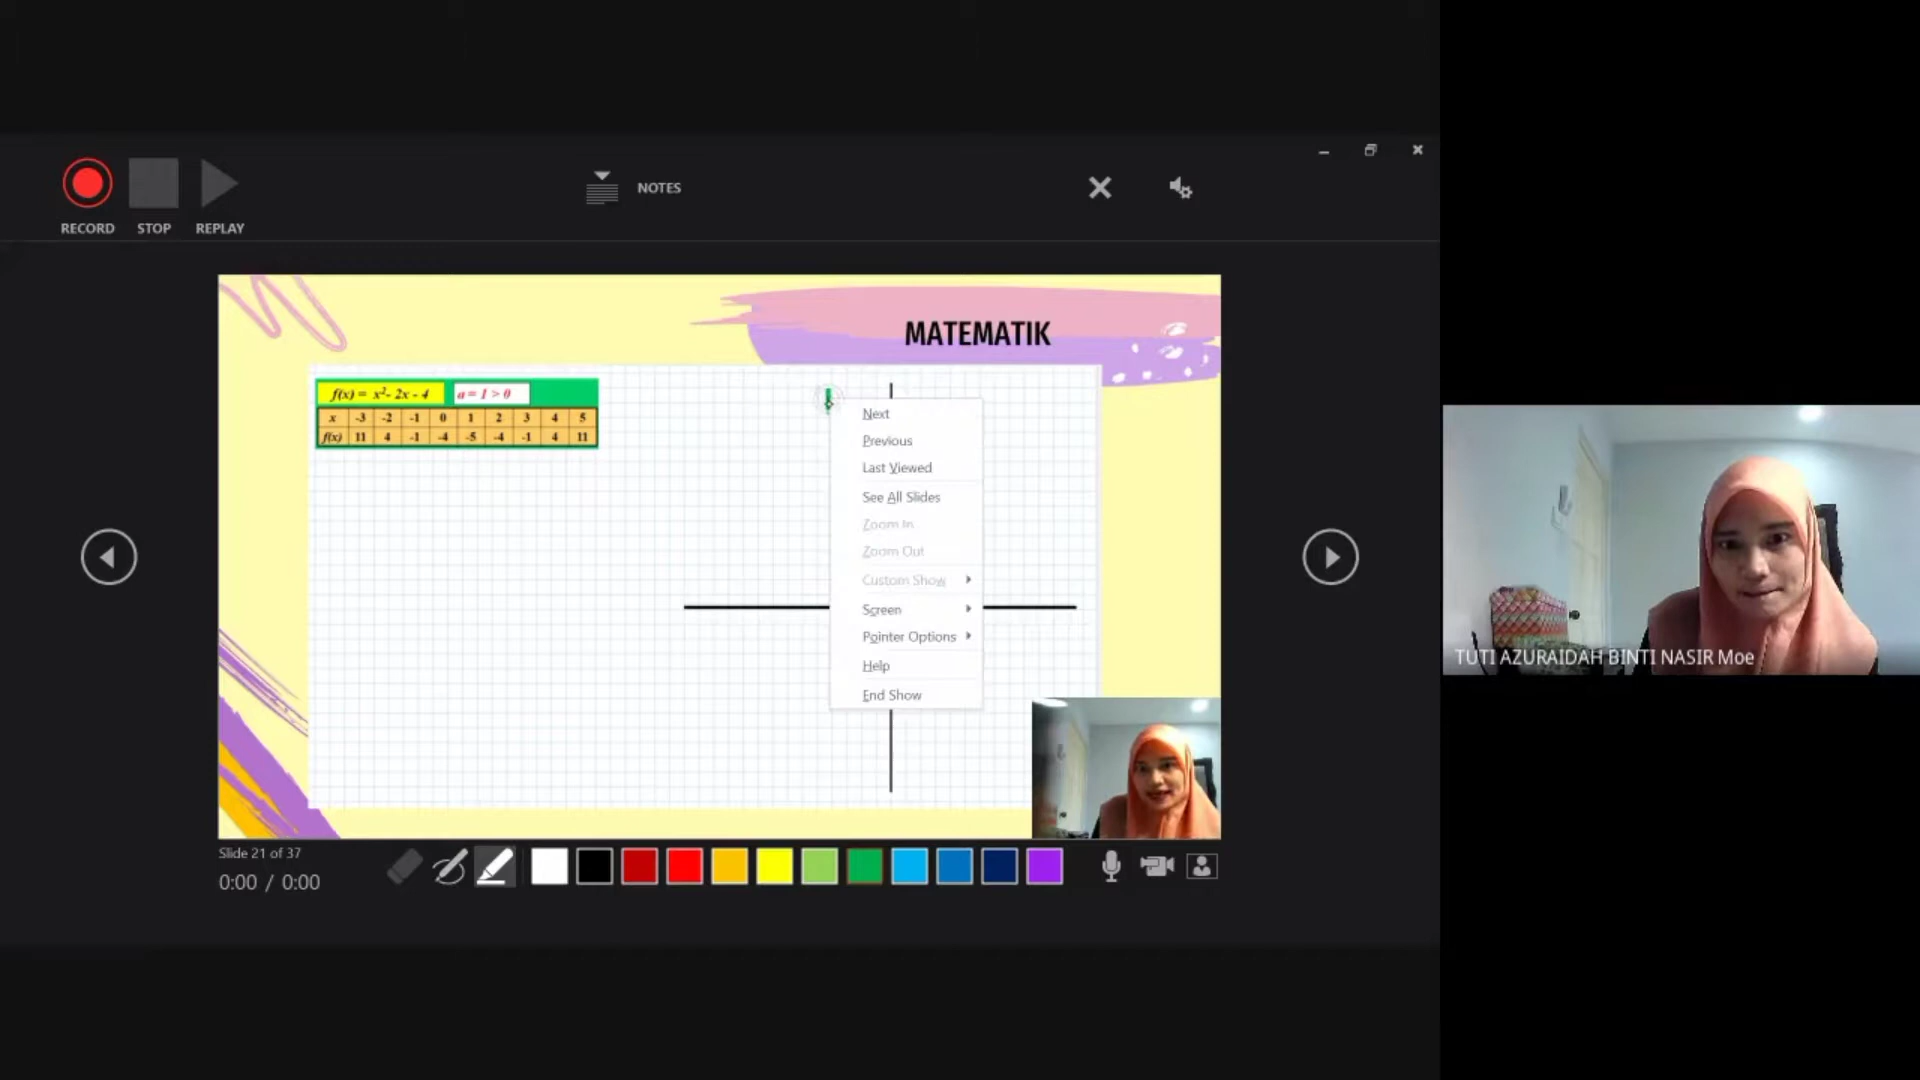 NOTES
RECORD STOP REPLAY
MATEMATIK
f(x) = x²- 2x - 4 a = 1 > 0
x -3 -2 -1 0 1 2 3 4 5
f(x) 11 4 -1 -4 -5 -4 -1 4 11
Next
Previous
Last Viewed
See All Slides
Zoom In
Zoom Out
Custom Show
Screen
Pointer Options
Help
End Show
TUTI AZURAIDAH BINTI NASIR Moe
Slide 21 of 37
0:00 / 0:00